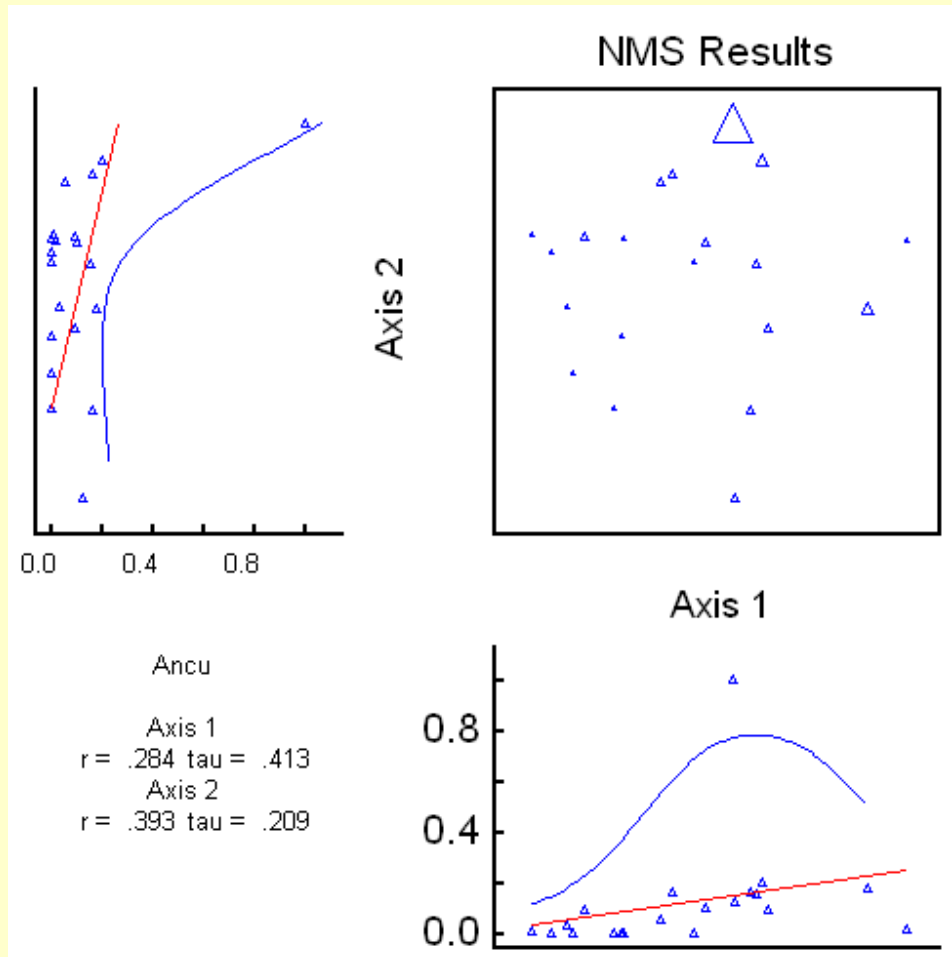 NMS Results
Axis 2
0.0 0.4 0.8
Axis 1
Ancu
Axis 1
r = .284 tau = .413
Axis 2
r = .393 tau = .209
0.8
0.4
0.0